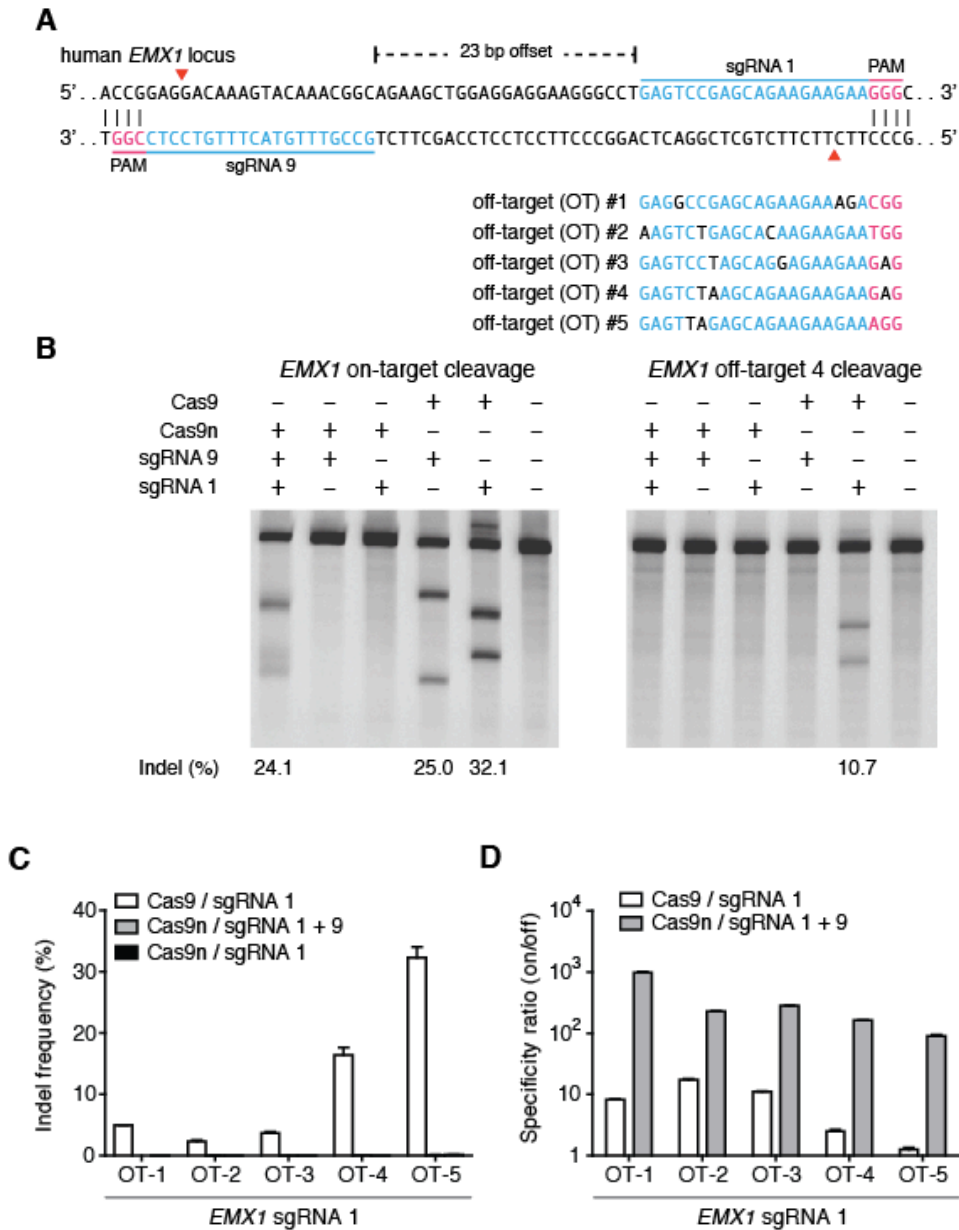 A
human EMX1 locus
23 bp offset
sgRNA 1 PAM
5’ . . ACCGGAGGACAAAGTACAAACGGCAGAAGCTGGAGGAGGAAGGGCCTGAGTCCGAGCAGAAGAAGAAGGGC . . 3’
3’ . . TGGCCTCCTGTTTCATGTTTGCCGTCTTCGACCTCCTCCTTCCCGGACTCAGGCTCGTCTTCTTCTTCCCG . . 5’
PAM sgRNA 9
off-target (OT) #1 GAGGCCGAGCAGAAGAAAGACGG
off-target (OT) #2 AAGTCTGAGCACAAGAAGAATGG
off-target (OT) #3 GAGTCCTAGCAGGAGAAGAAGAG
off-target (OT) #4 GAGTCTAAGCAGAAGAAGAAGAG
off-target (OT) #5 GAGTTAGAGCAGAAGAAGAAAGG
B
EMX1 on-target cleavage EMX1 off-target 4 cleavage
Cas9 – – – + + – – – – + + –
Cas9n + + + – – – + + + – – –
sgRNA 9 + + – + – – + + – + – –
sgRNA 1 + – + – + – + – + – + –
Indel (%) 24.1 25.0 32.1 10.7
C
Cas9 / sgRNA 1
Cas9n / sgRNA 1 + 9
Cas9n / sgRNA 1
Indel frequency (%)
40
30
20
10
0
OT-1 OT-2 OT-3 OT-4 OT-5
EMX1 sgRNA 1
D
Cas9 / sgRNA 1
Cas9n / sgRNA 1 + 9
Specificity ratio (on/off)
10⁴
10³
10²
10
1
OT-1 OT-2 OT-3 OT-4 OT-5
EMX1 sgRNA 1